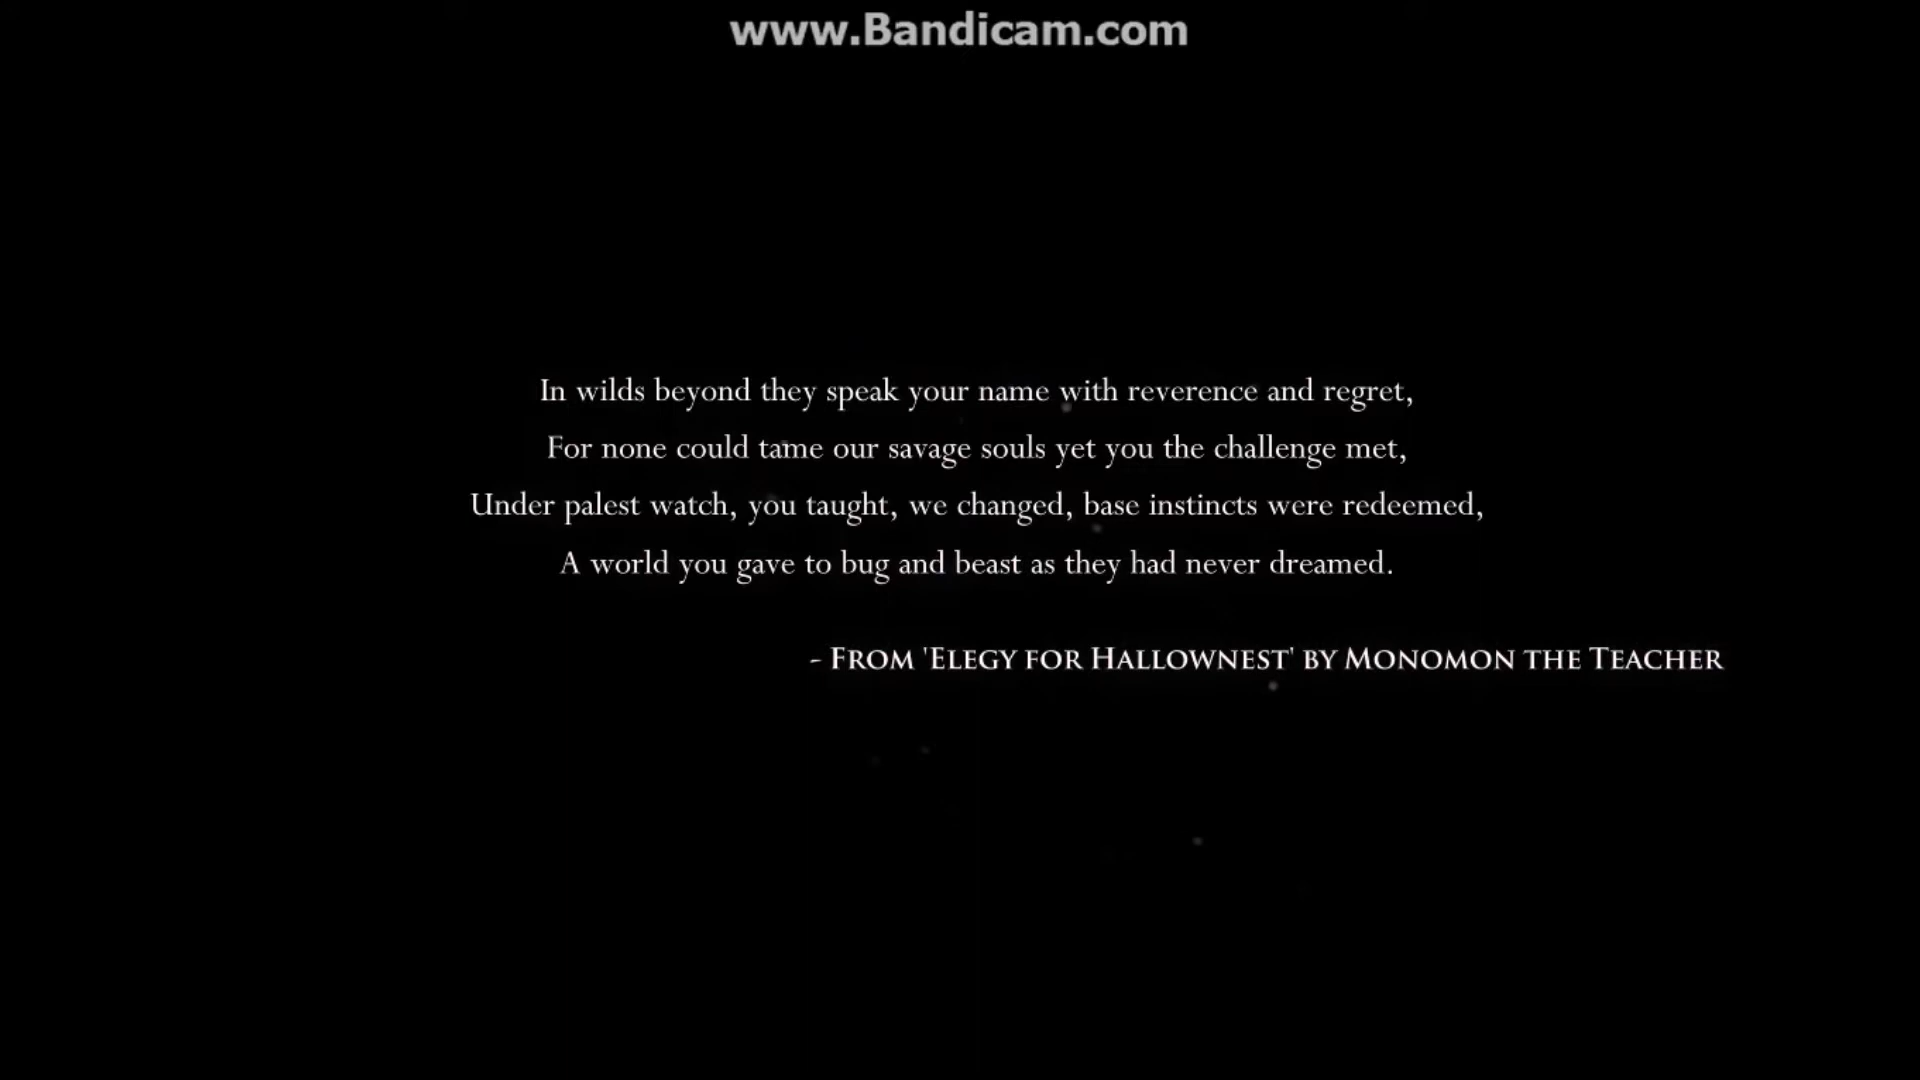 www.Bandicam.com
In wilds beyond they speak your name with reverence and regret,
For none could tame our savage souls yet you the challenge met,
Under palest watch, you taught, we changed, base instincts were redeemed,
A world you gave to bug and beast as they had never dreamed.
- From 'Elegy for Hallownest' by Monomon the Teacher